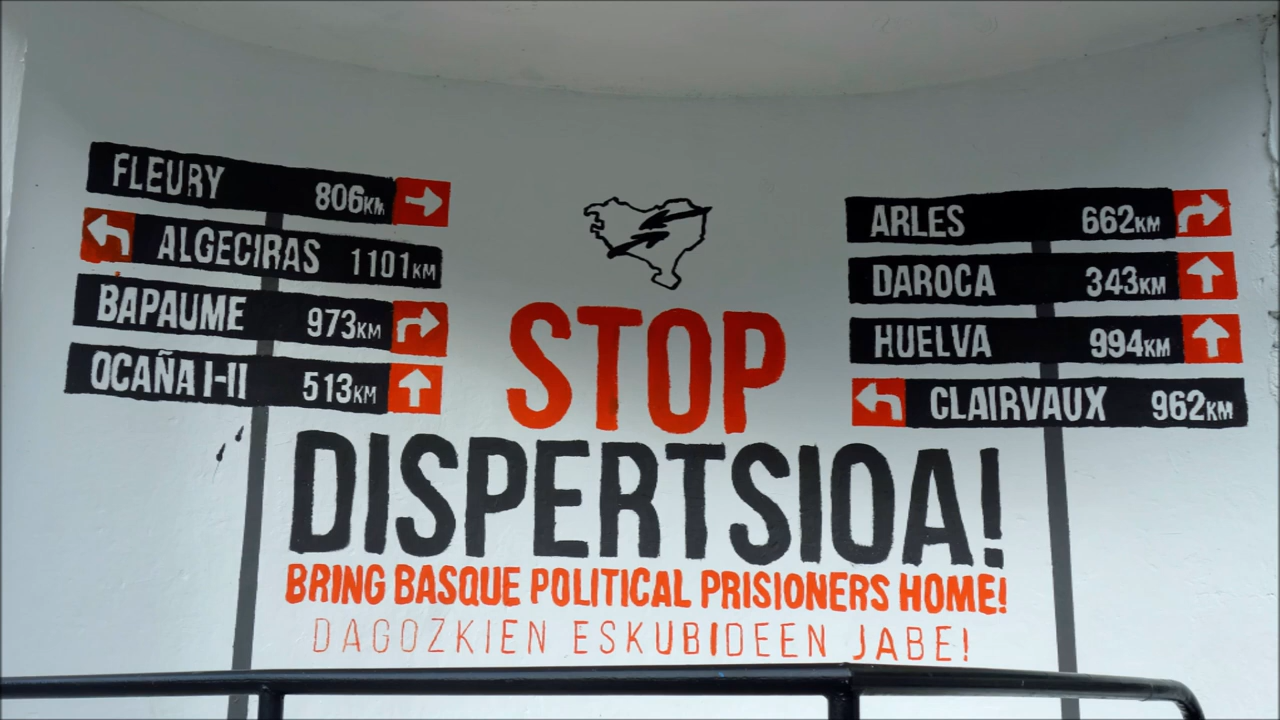 FLEURY 806KM
ALGECIRAS 1101KM
BAPAUME 973KM
OCAÑA I-II 513KM
ARLES 662KM
DAROCA 343KM
HUELVA 994KM
CLAIRVAUX 962KM
STOP
DISPERTSIOA!
BRING BASQUE POLITICAL PRISIONERS HOME!
DAGOZKIEN ESKUBIDEEN JABE!